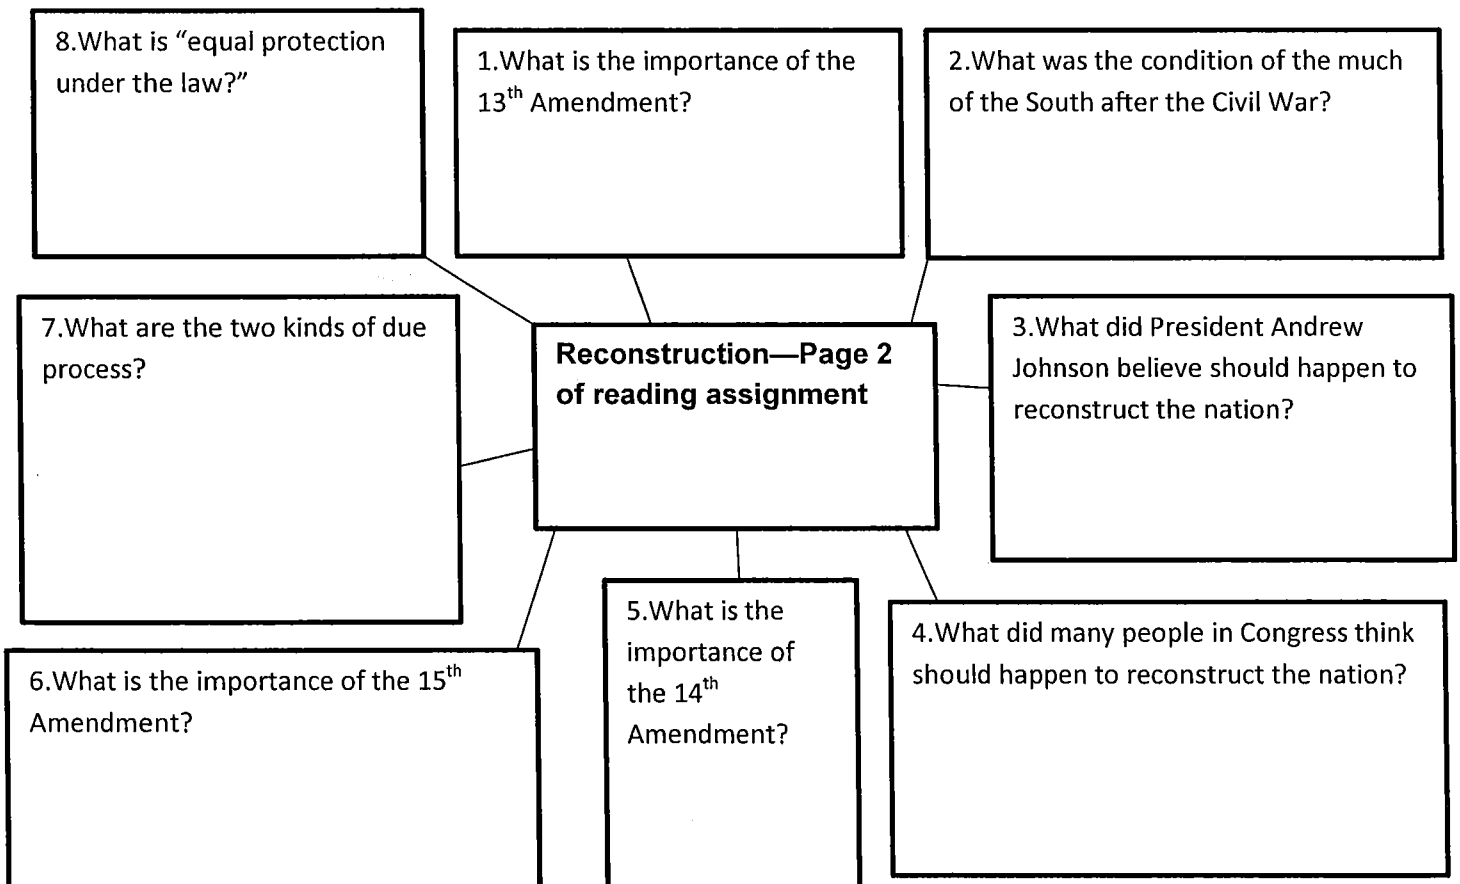 8.What is “equal protection
under the law?”
1.What is the importance of the
13th Amendment?
2.What was the condition of the much
of the South after the Civil War?
7.What are the two kinds of due
process?
Reconstruction—Page 2
of reading assignment
3.What did President Andrew
Johnson believe should happen to
reconstruct the nation?
6.What is the importance of the 15th
Amendment?
5.What is the
importance of
the 14th
Amendment?
4.What did many people in Congress think
should happen to reconstruct the nation?